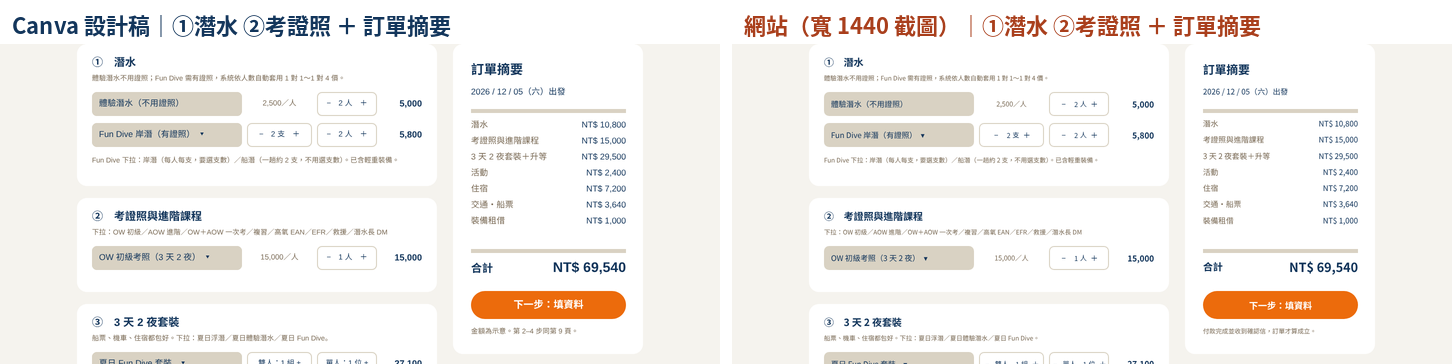 Canva 設計稿｜①潛水 ②考證照 ＋ 訂單摘要
① 潛水
體驗潛水不用證照；Fun Dive 需有證照，系統依人數自動套用 1 對 1～1 對 4 價。
體驗潛水（不用證照） 2,500／人 － 2 人 ＋ 5,000
Fun Dive 岸潛（有證照） ▼ － 2 支 ＋ － 2 人 ＋ 5,800
Fun Dive 下拉：岸潛（每人每支，要選支數）／船潛（一趟約 2 支，不用選支數）。已含輕重裝備。
② 考證照與進階課程
下拉：OW 初級／AOW 進階／OW＋AOW 一次考／複習／高氧 EAN／EFR／救援／潛水長 DM
OW 初級考照（3 天 2 夜） ▼ 15,000／人 － 1 人 ＋ 15,000
③ 3 天 2 夜套裝
船票、機車、住宿都包好。下拉：夏日浮潛／夏日體驗潛水／夏日 Fun Dive。
夏日 Fun Dive 套裝 ▼ 雙人：1 組 + 單人：1 位 + 27,100
訂單摘要
2026 / 12 / 05（六）出發
潛水 NT$ 10,800
考證照與進階課程 NT$ 15,000
3 天 2 夜套裝＋升等 NT$ 29,500
活動 NT$ 2,400
住宿 NT$ 7,200
交通・船票 NT$ 3,640
裝備租借 NT$ 1,000
合計 NT$ 69,540
下一步：填資料
金額為示意。第 2–4 步同第 9 頁。
網站（寬 1440 截圖）｜①潛水 ②考證照 ＋ 訂單摘要
① 潛水
體驗潛水不用證照；Fun Dive 需有證照，系統依人數自動套用 1 對 1～1 對 4 價。
體驗潛水（不用證照） 2,500／人 － 2 人 ＋ 5,000
Fun Dive 岸潛（有證照） ▼ － 2 支 ＋ － 2 人 ＋ 5,800
Fun Dive 下拉：岸潛（每人每支，要選支數）／船潛（一趟約 2 支，不用選支數）。已含輕重裝備。
② 考證照與進階課程
下拉：OW 初級／AOW 進階／OW＋AOW 一次考／複習／高氧 EAN／EFR／救援／潛水長 DM
OW 初級考照（3 天 2 夜） ▼ 15,000／人 － 1 人 ＋ 15,000
③ 3 天 2 夜套裝
船票、機車、住宿都包好。下拉：夏日浮潛／夏日體驗潛水／夏日 Fun Dive。
夏日 Fun Dive 套裝 ▼ 27,100
訂單摘要
2026 / 12 / 05（六）出發
潛水 NT$ 10,800
考證照與進階課程 NT$ 15,000
3 天 2 夜套裝＋升等 NT$ 29,500
活動 NT$ 2,400
住宿 NT$ 7,200
交通・船票 NT$ 3,640
裝備租借 NT$ 1,000
合計 NT$ 69,540
下一步：填資料
付款完成並收到確認信，訂單才算成立。